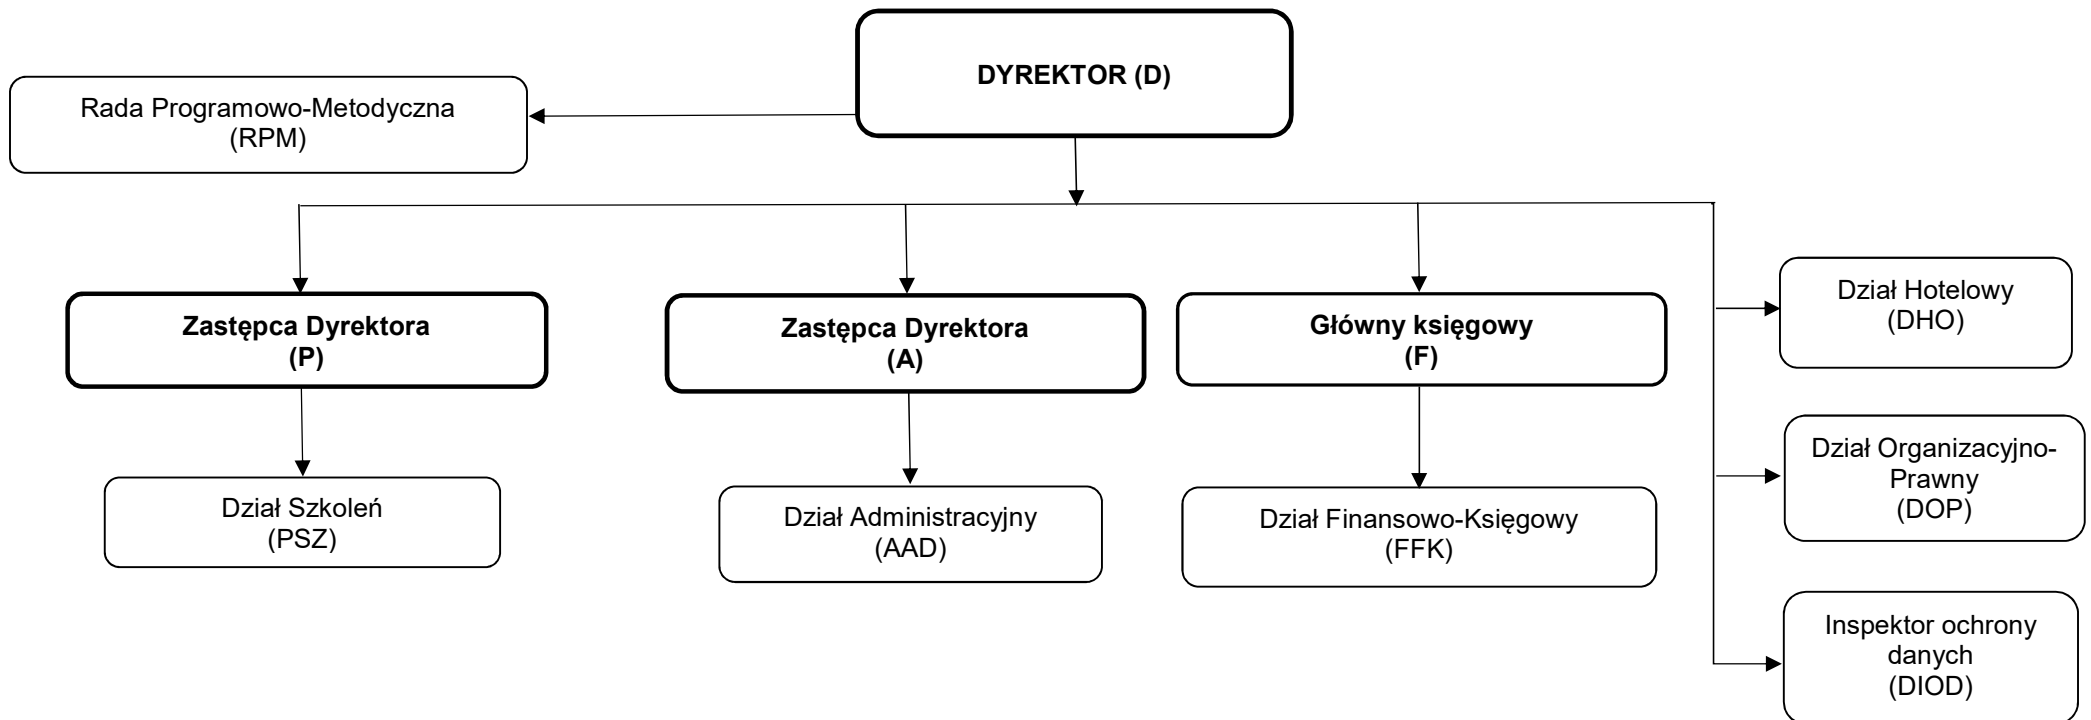 DYREKTOR (D)
Rada Programowo-Metodyczna
(RPM)
Zastępca Dyrektora
(P)
Zastępca Dyrektora
(A)
Główny księgowy
(F)
Dział Hotelowy
(DHO)
Dział Organizacyjno-
Prawny
(DOP)
Dział Szkoleń
(PSZ)
Dział Administracyjny
(AAD)
Dział Finansowo-Księgowy
(FFK)
Inspektor ochrony
danych
(DIOD)